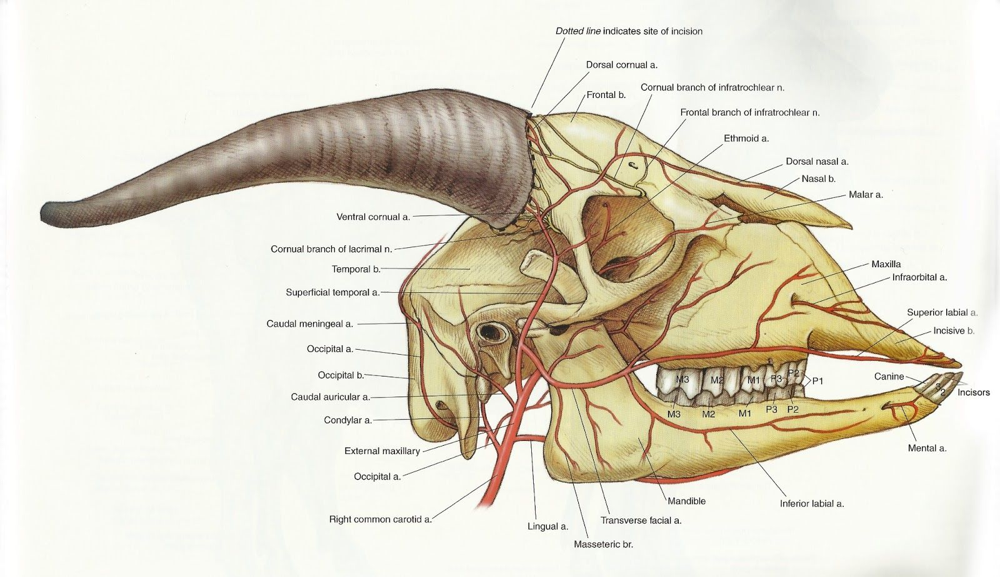 Dotted line indicates site of incision
Dorsal cornual a.
Cornual branch of infratrochlear n.
Frontal b.
Frontal branch of infratrochlear n.
Ethmoid a.
Dorsal nasal a.
Nasal b.
Malar a.
Ventral cornual a.
Cornual branch of lacrimal n.
Temporal b.
Superficial temporal a.
Caudal meningeal a.
Occipital a.
Occipital b.
Caudal auricular a.
Condylar a.
External maxillary
Occipital a.
Right common carotid a.
Maxilla
Infraorbital a.
Superior labial a.
Incisive b.
M3 M2 M1 P3 P2 P1
M3 M2 M1 P3 P2
Canine
3
2
Incisors
Mental a.
Mandible
Inferior labial a.
Lingual a.
Transverse facial a.
Masseteric br.